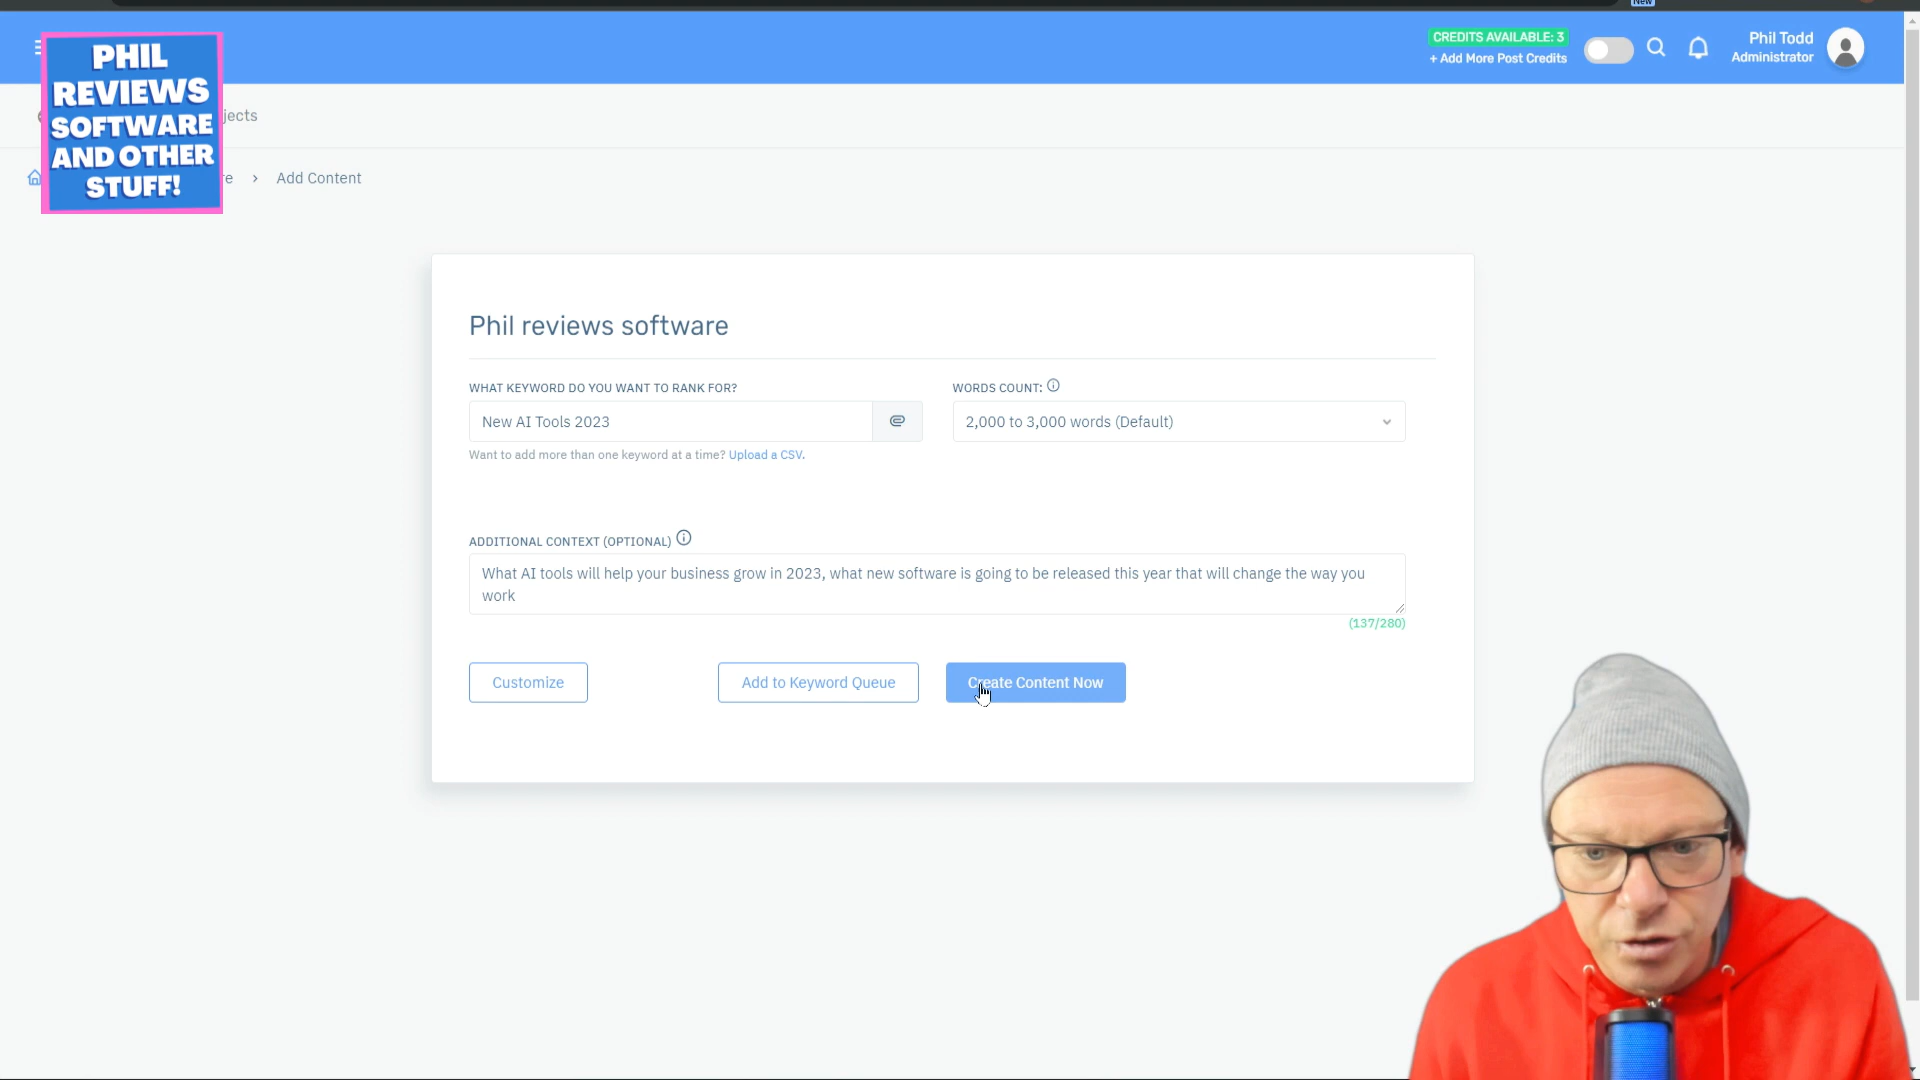 New
PHIL
REVIEWS
SOFTWARE
AND OTHER
STUFF!
CREDITS AVAILABLE: 3
+ Add More Post Credits
Phil Todd
Administrator
jects
re > Add Content
Phil reviews software
WHAT KEYWORD DO YOU WANT TO RANK FOR?
New AI Tools 2023
Want to add more than one keyword at a time? Upload a CSV.
WORDS COUNT:
2,000 to 3,000 words (Default)
ADDITIONAL CONTEXT (OPTIONAL)
What AI tools will help your business grow in 2023, what new software is going to be released this year that will change the way you
work
(137/280)
Customize
Add to Keyword Queue
Create Content Now